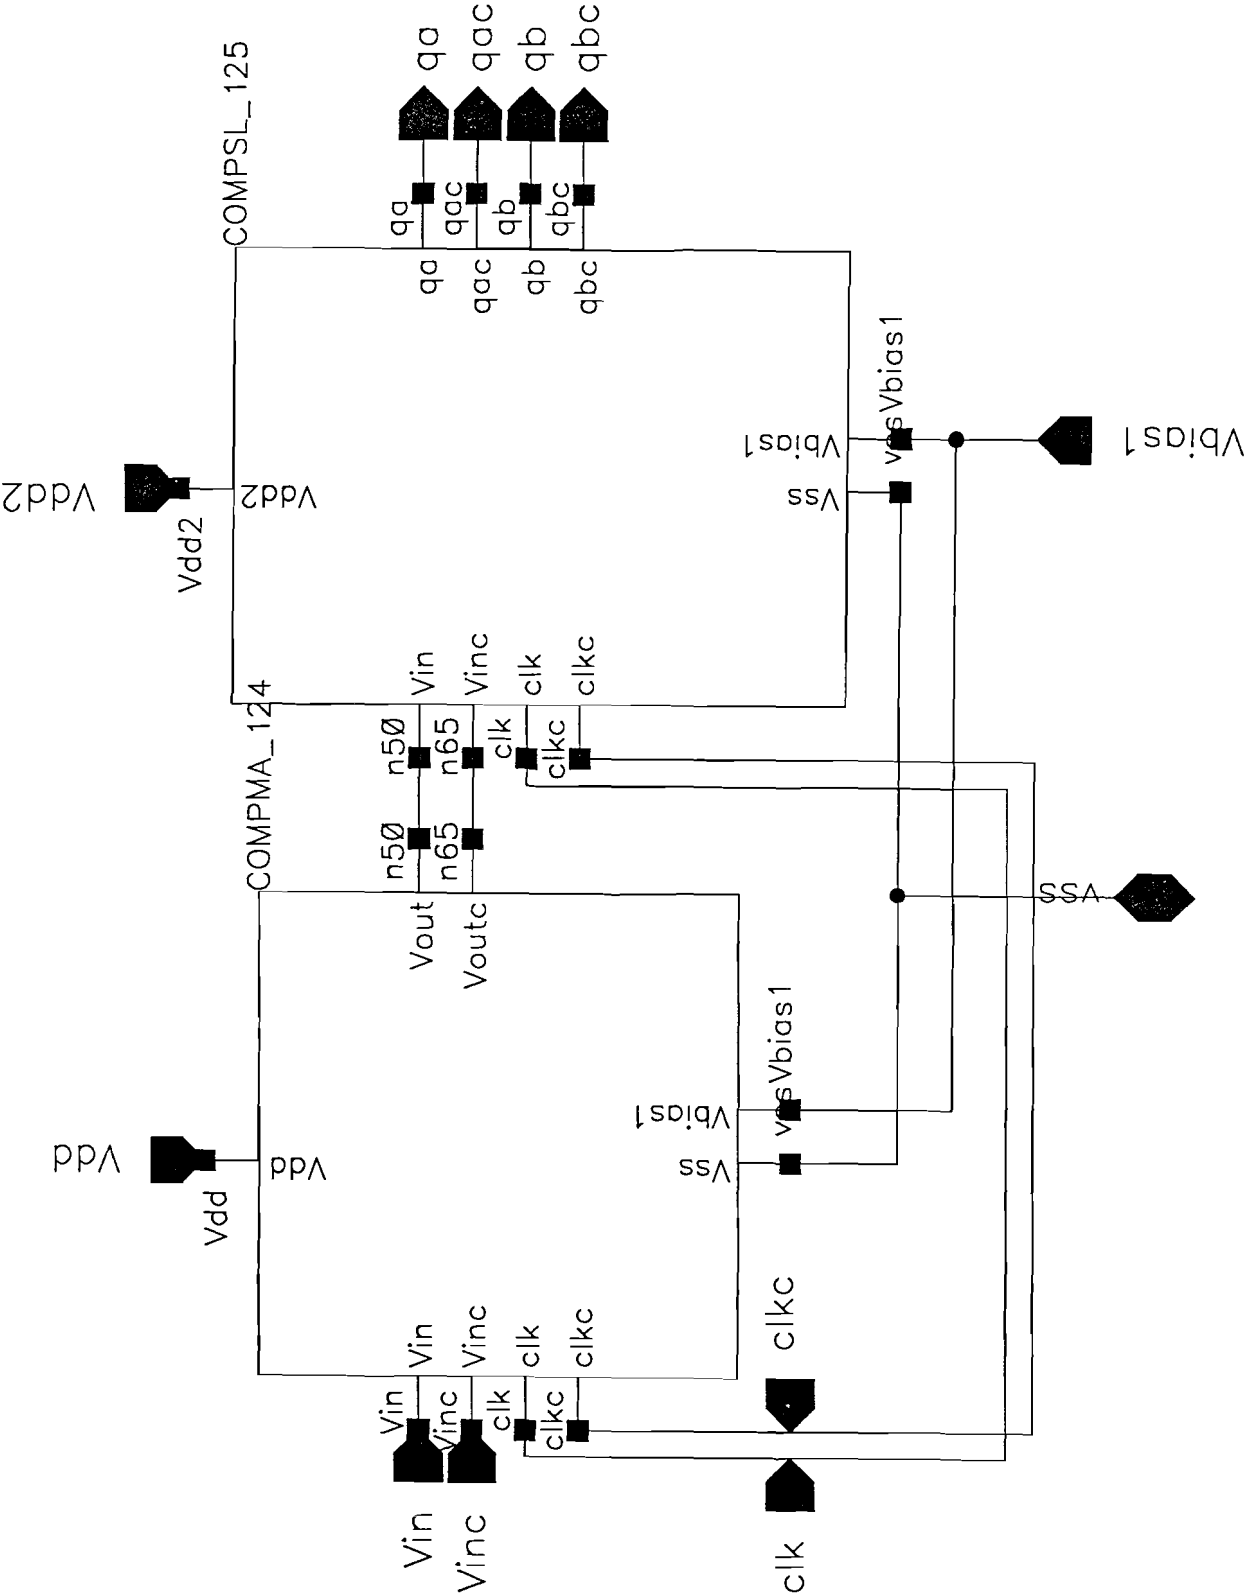 COMPSL_125
qa
qac
qb
qbc
qa
qac
qb
qbc
qa
qac
qb
qbc
Vdd2
Vdd2
Vdd2
Vbias1
Vss
Vbias1
Vbias1
Vin
Vinc
clk
clkc
n50
n65
clk
clkc
COMPMA_124
n50
n65
Vout
Voutc
Vdd
Vdd
Vdd
Vbias1
Vss
Vbias1
vss
Vin
Vinc
clk
clkc
Vin
Vinc
clk
clkc
Vin
Vinc
clkc
clk